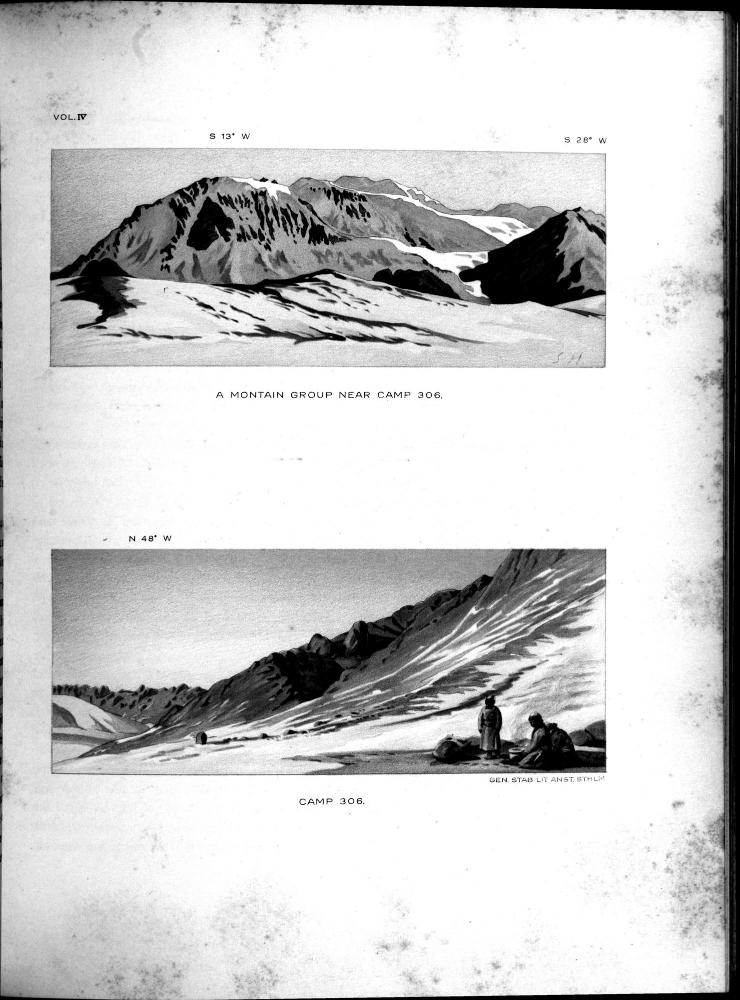 VOL. IV
S 13° W
S 28° W
S H
A MONTAIN GROUP NEAR CAMP 306.
N 48° W
GEN. STAB. LIT. ANST. STHLM
CAMP 306.